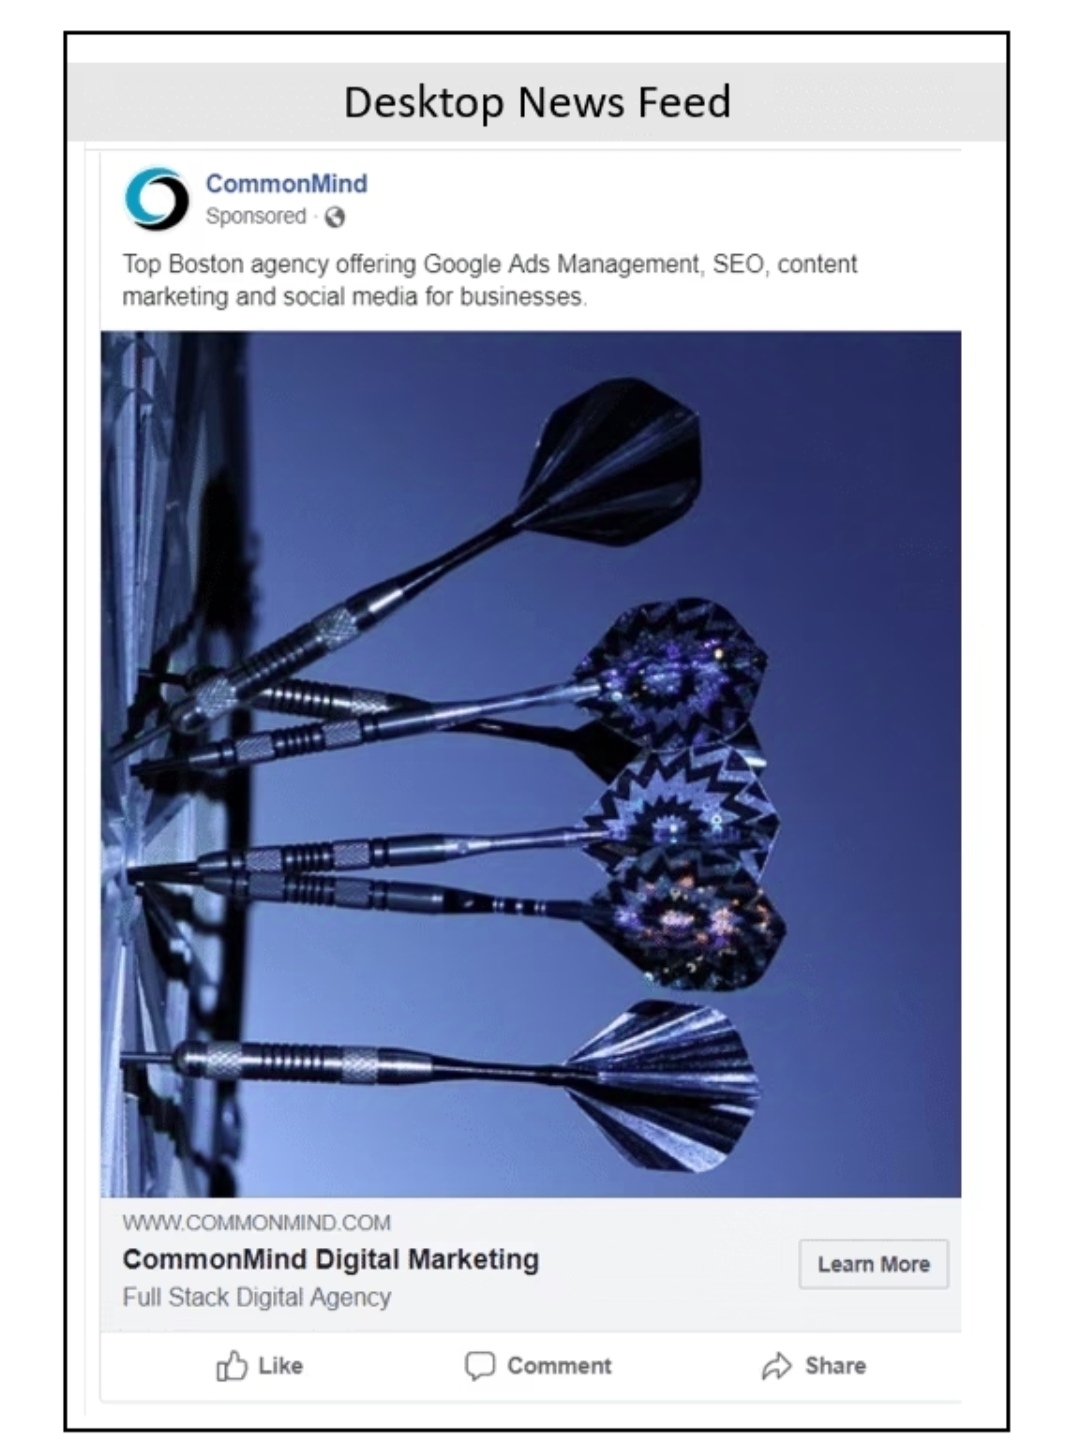 Desktop News Feed
CommonMind
Sponsored ·
Top Boston agency offering Google Ads Management, SEO, content
marketing and social media for businesses.
WWW.COMMONMIND.COM
CommonMind Digital Marketing
Full Stack Digital Agency
Learn More
Like
Comment
Share